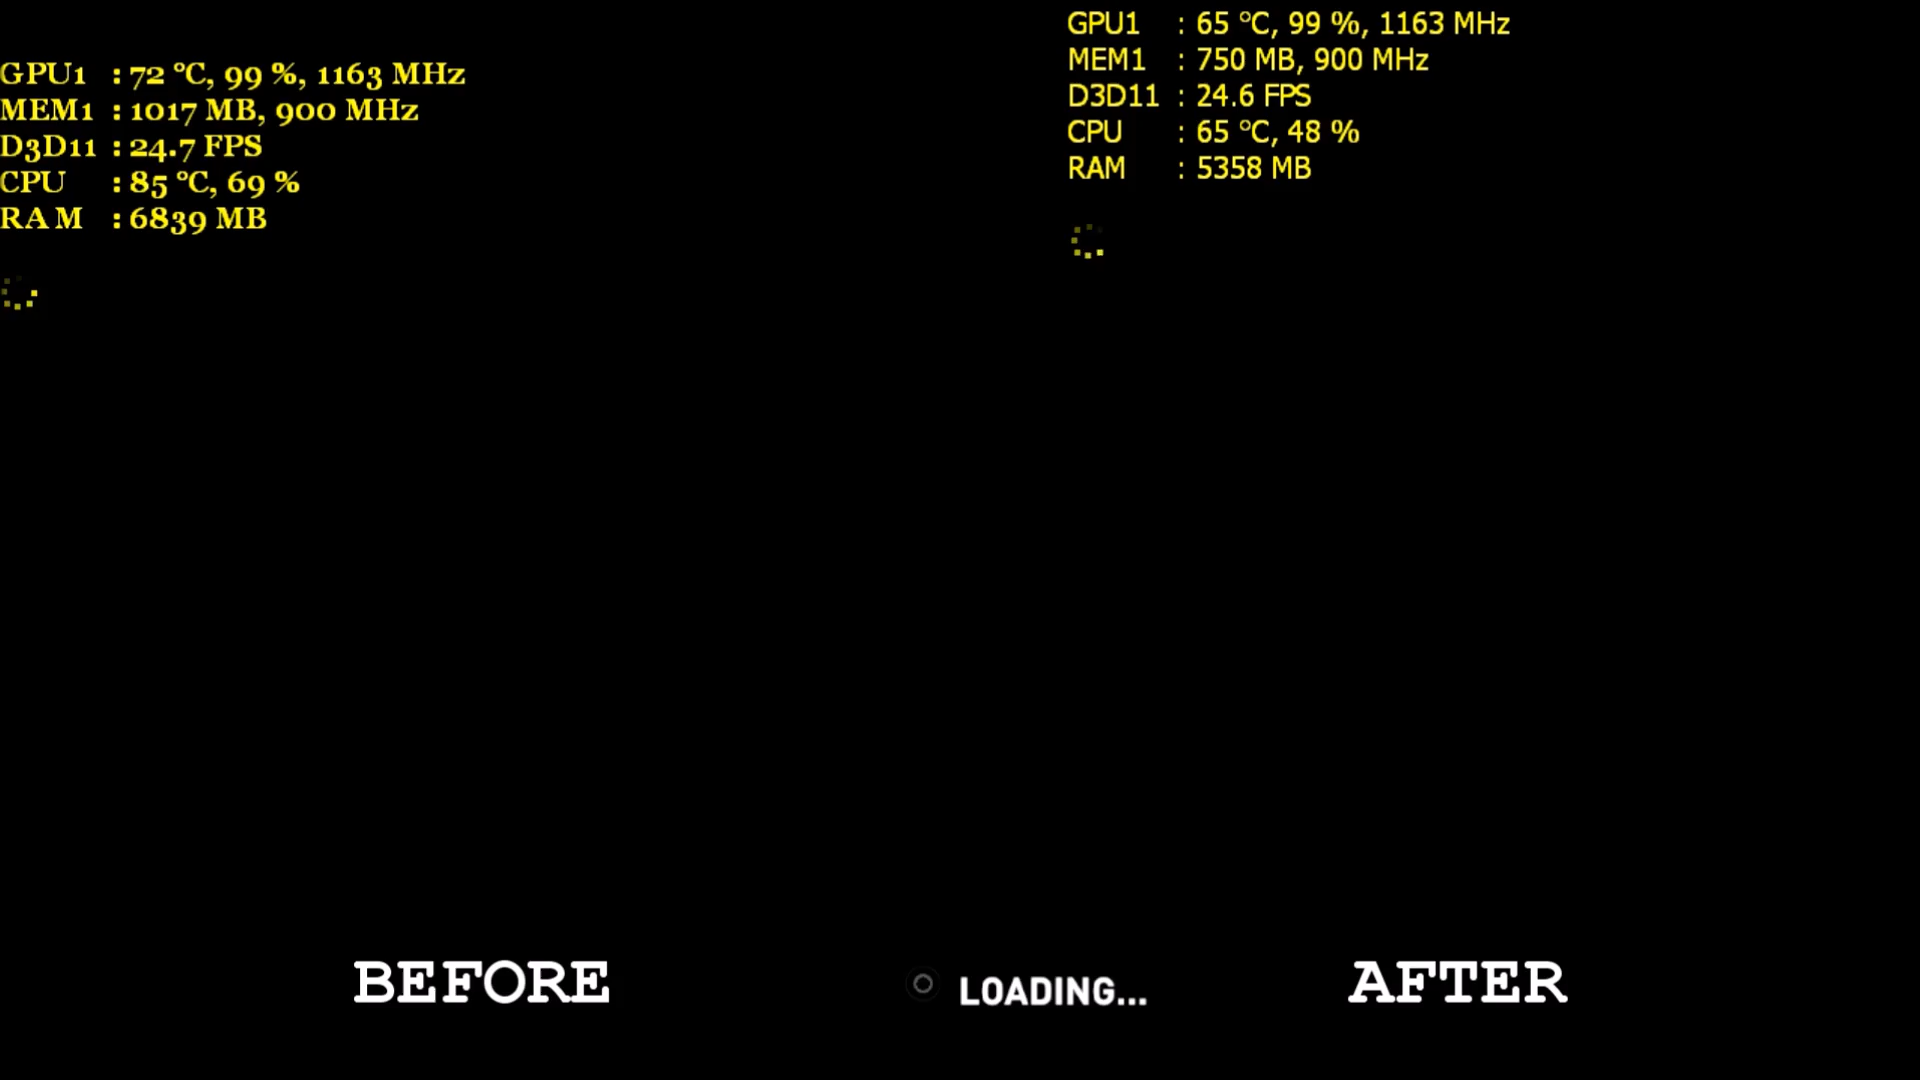 GPU1 : 72 °C, 99 %, 1163 MHz
MEM1 : 1017 MB, 900 MHz
D3D11 : 24.7 FPS
CPU : 85 °C, 69 %
RAM : 6839 MB
GPU1 : 65 °C, 99 %, 1163 MHz
MEM1 : 750 MB, 900 MHz
D3D11 : 24.6 FPS
CPU : 65 °C, 48 %
RAM : 5358 MB
BEFORE
LOADING...
AFTER